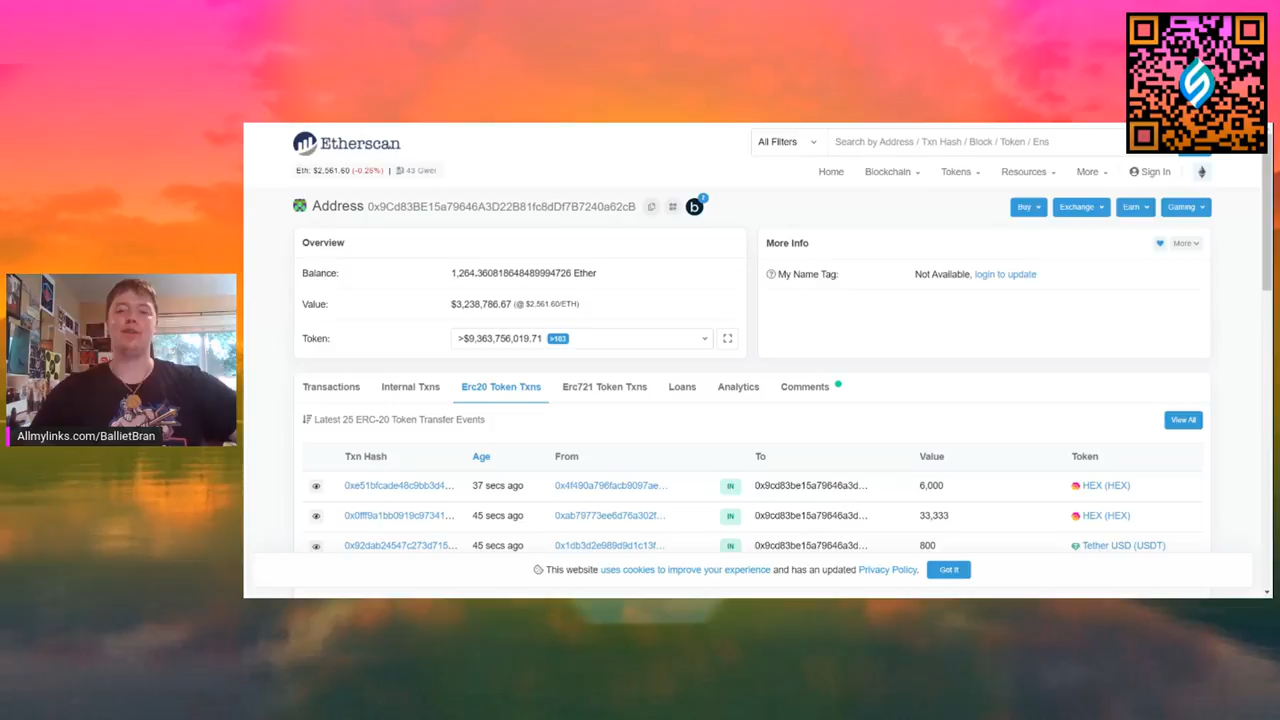 Etherscan
All Filters
Search by Address / Txn Hash / Block / Token / Ens
Eth: $2,561.60 (-0.25%) | 43 Gwei
Home Blockchain Tokens Resources More Sign In
Address 0x9Cd83BE15a79646A3D22B81fc8dDf7B7240a62cB
b
Buy Exchange Earn Gaming
Overview
More Info
More
Balance: 1,264.360818648489994726 Ether
My Name Tag: Not Available, login to update
Value: $3,238,786.67 (@ $2,561.60/ETH)
Token: >$9,363,756,019.71 >103
Transactions Internal Txns Erc20 Token Txns Erc721 Token Txns Loans Analytics Comments
Latest 25 ERC-20 Token Transfer Events
View All
Txn Hash Age From To Value Token
0xe51bfcade48c9bb3d4... 37 secs ago 0x4f490a796facb9097ae... IN 0x9cd83be15a79646a3d... 6,000 HEX (HEX)
0x0fff9a1bb0919c97341... 45 secs ago 0xab79773ee6d76a302f... IN 0x9cd83be15a79646a3d... 33,333 HEX (HEX)
0x92dab24547c273d715... 45 secs ago 0x1db3d2e989d9d1c13f... IN 0x9cd83be15a79646a3d... 800 Tether USD (USDT)
This website uses cookies to improve your experience and has an updated Privacy Policy.
Got It
Allmylinks.com/BallietBran